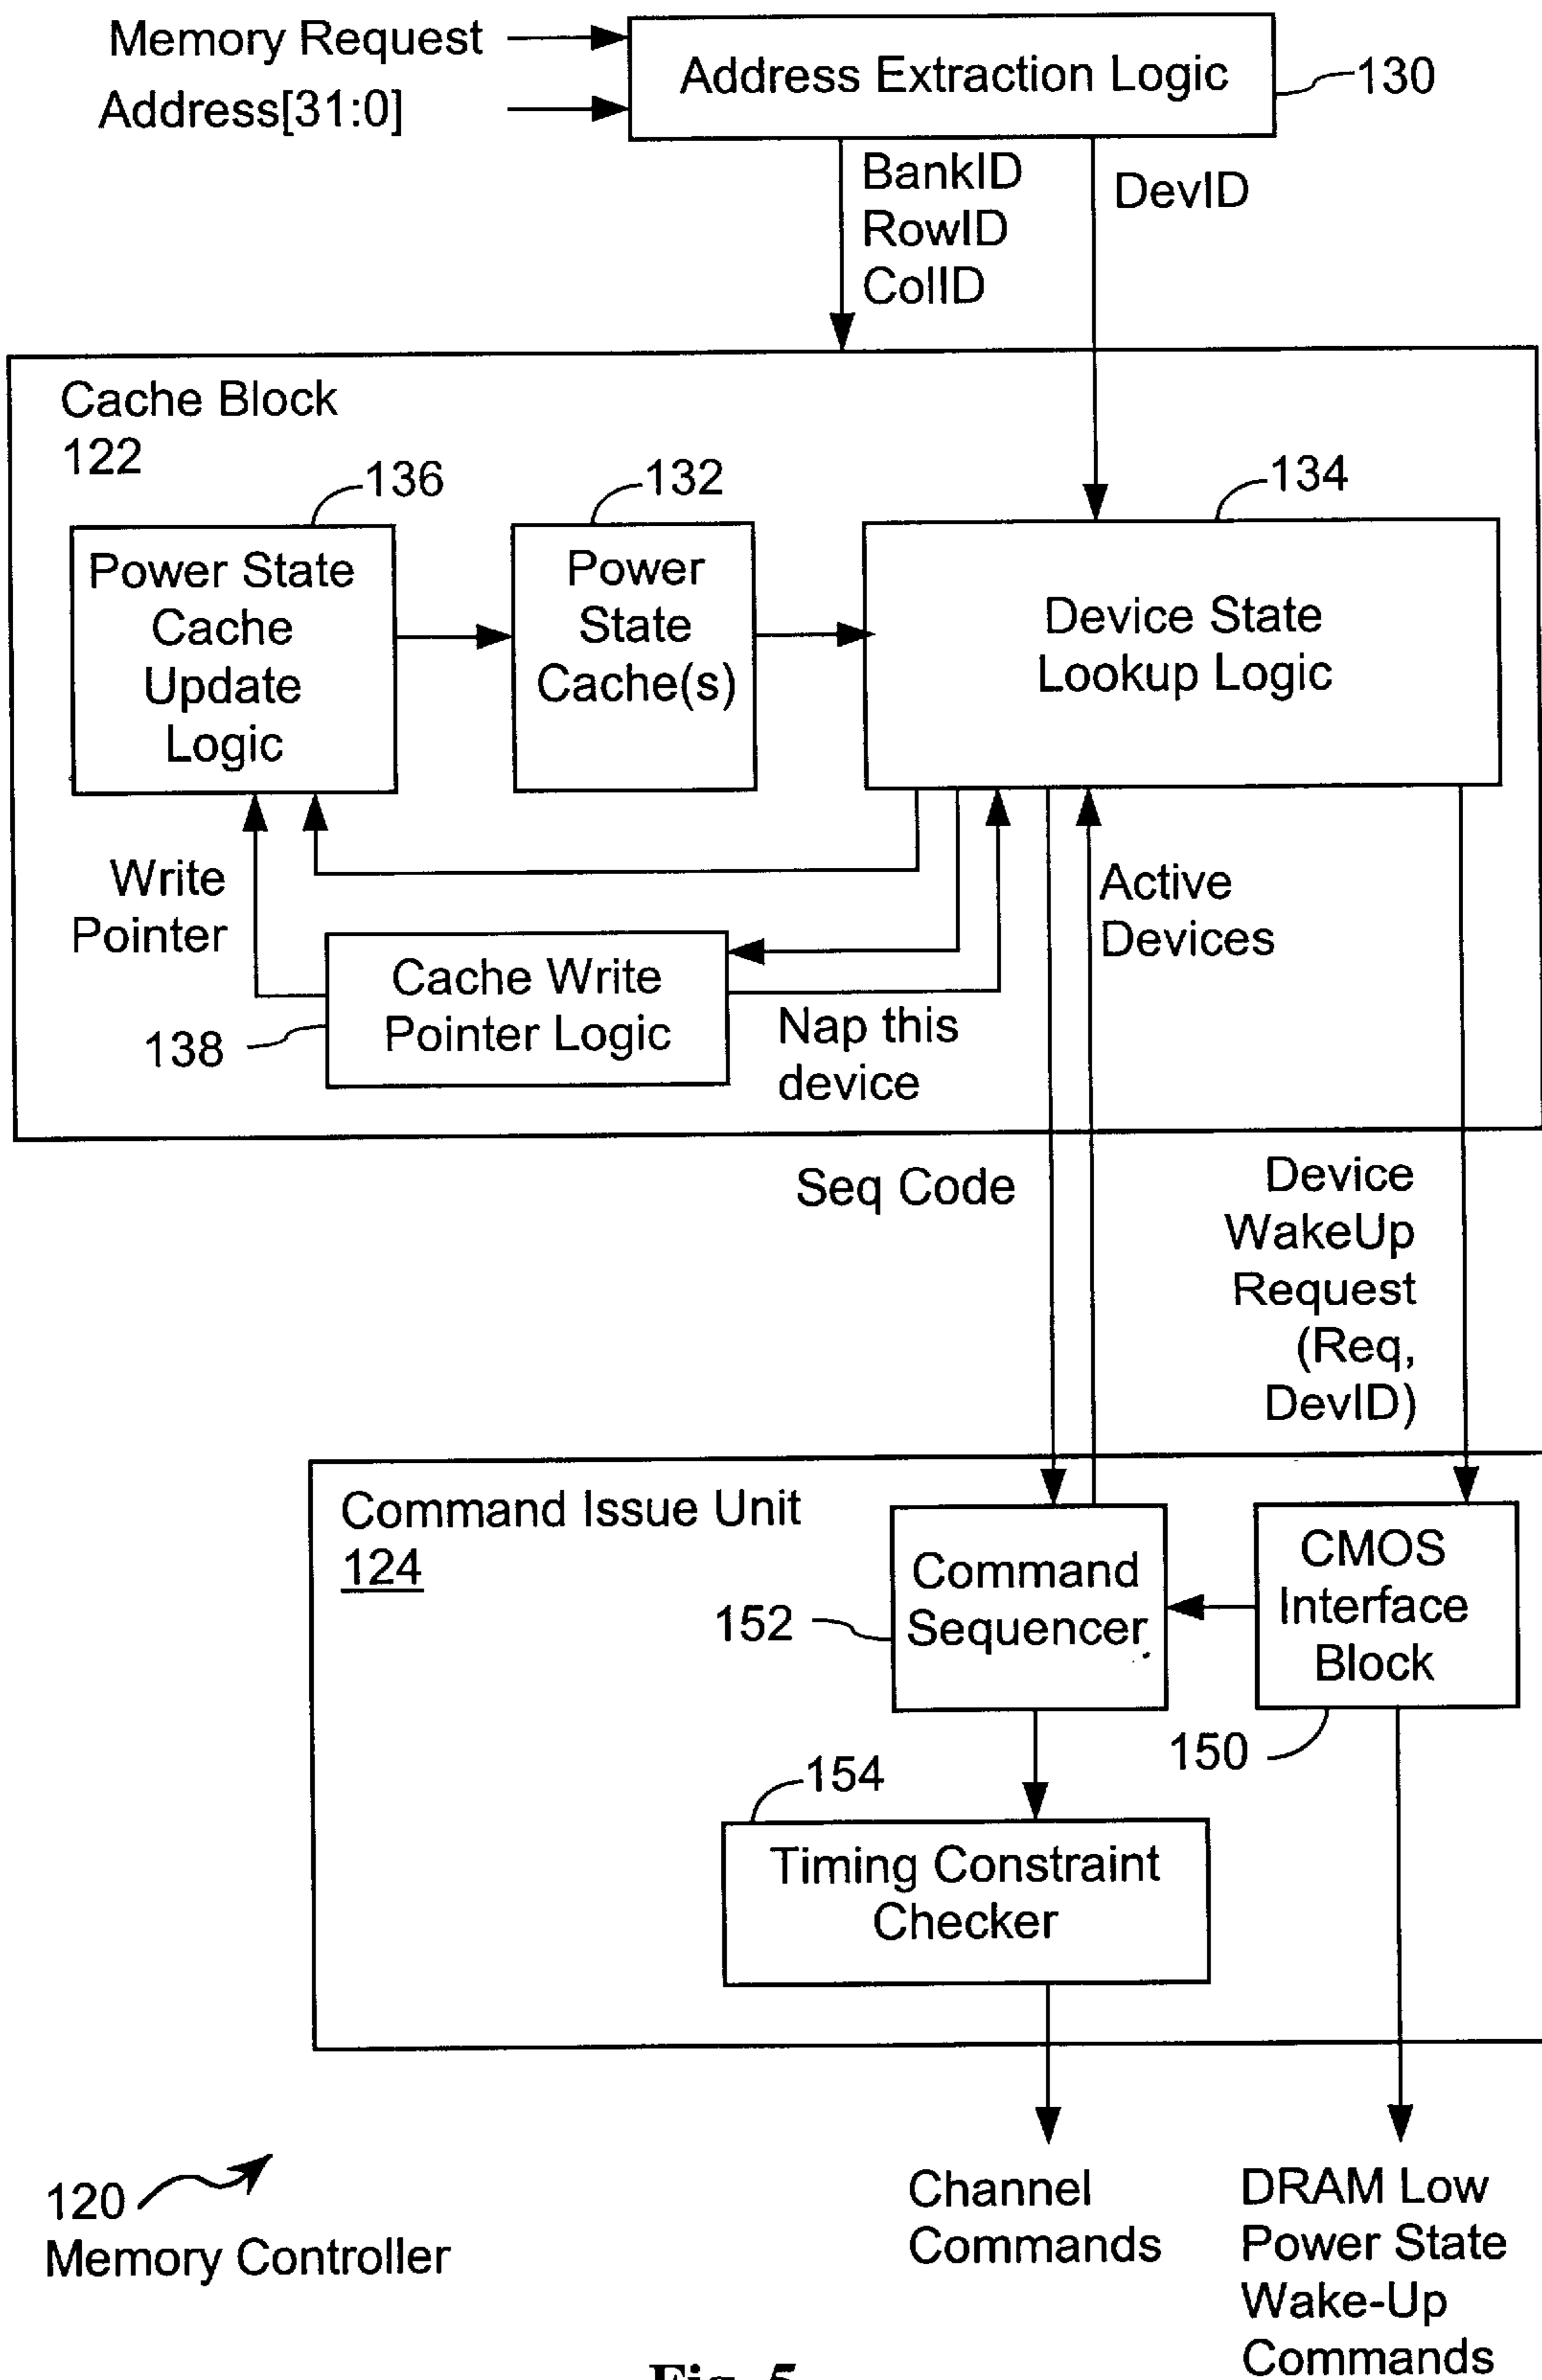 Memory Request
Address[31:0]
Address Extraction Logic
130
BankID
RowID
ColID
DevID
Cache Block
122
136
132
134
Power State
Cache
Update
Logic
Power
State
Cache(s)
Device State
Lookup Logic
Write
Pointer
Active
Devices
Cache Write
Pointer Logic
138
Nap this
device
Seq Code
Device
WakeUp
Request
(Req,
DevID)
Command Issue Unit
124
Command
Sequencer
152
CMOS
Interface
Block
150
154
Timing Constraint
Checker
120
Memory Controller
Channel
Commands
DRAM Low
Power State
Wake-Up
Commands
Fig. 5